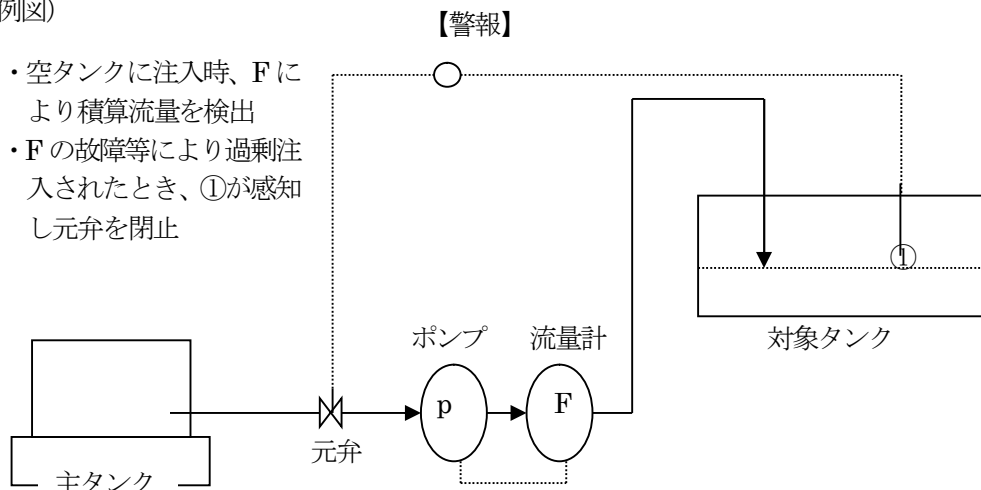 例図)
【警報】
・空タンクに注入時、Fに
より積算流量を検出
・Fの故障等により過剰注
入されたとき、①が感知
し元弁を閉止
①
対象タンク
ポンプ
流量計
p
F
元弁
主タンク